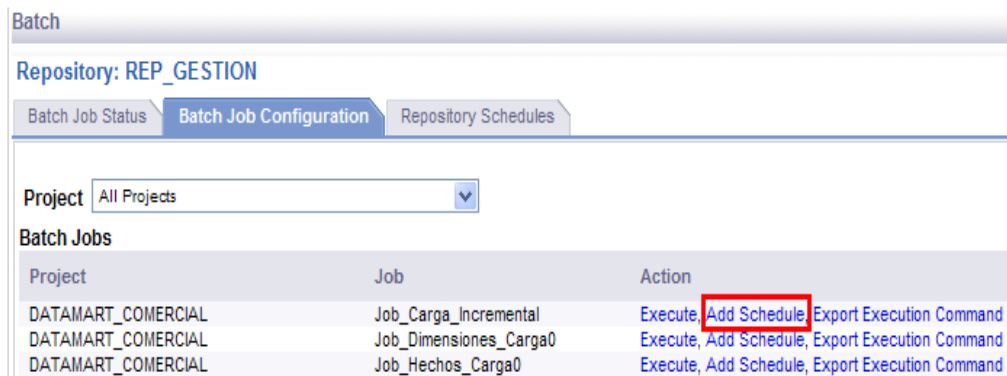 Batch
Repository: REP_GESTION
Batch Job Status Batch Job Configuration Repository Schedules
Project All Projects
Batch Jobs
Project Job Action
DATAMART_COMERCIAL Job_Carga_Incremental Execute, Add Schedule, Export Execution Command
DATAMART_COMERCIAL Job_Dimensiones_Carga0 Execute, Add Schedule, Export Execution Command
DATAMART_COMERCIAL Job_Hechos_Carga0 Execute, Add Schedule, Export Execution Command